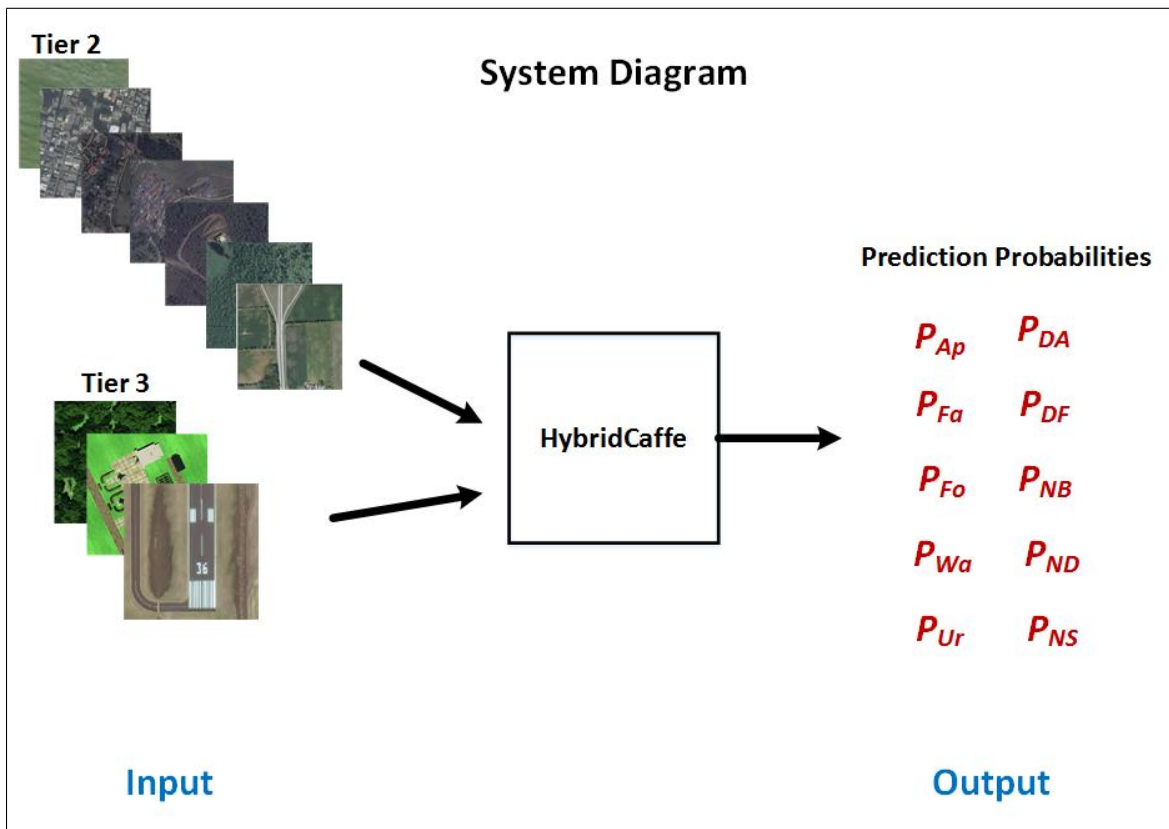 Tier 2
System Diagram
Prediction Probabilities
Tier 3
HybridCaffe
P_Ap P_DA
P_Fa P_DF
P_Fo P_NB
P_Wa P_ND
P_Ur P_NS
36
Input
Output